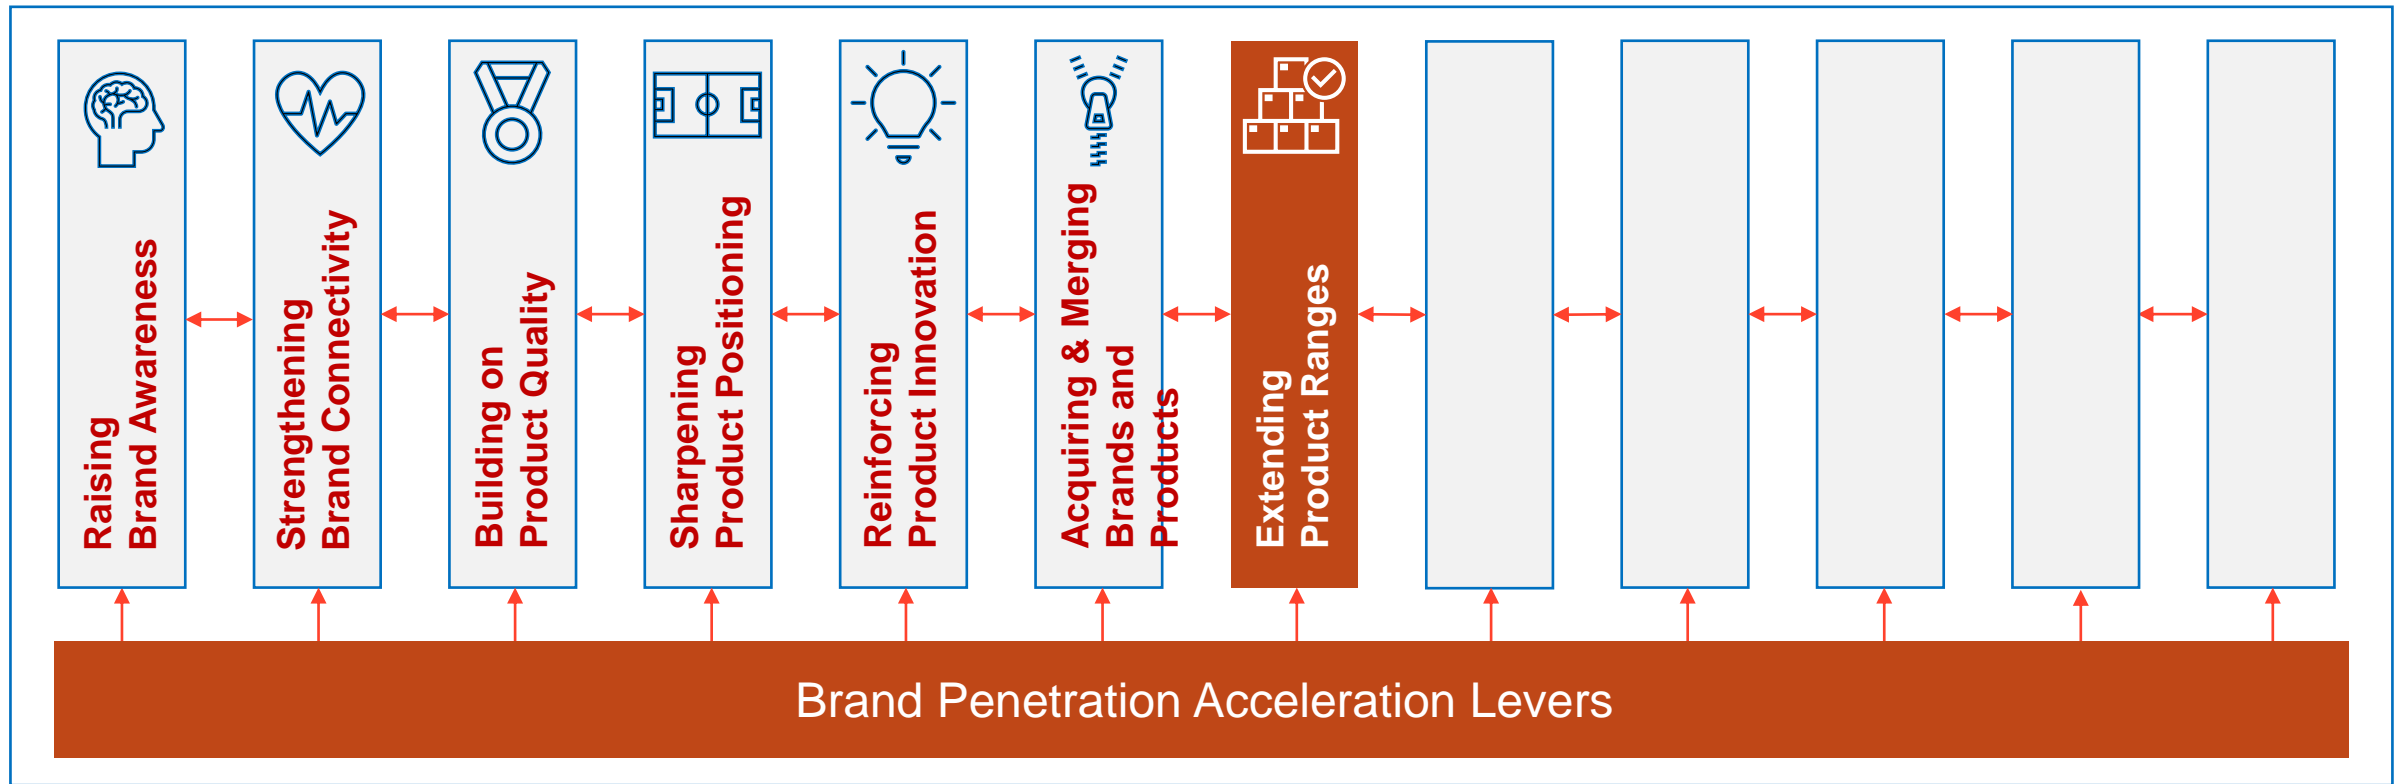 Raising
Brand Awareness
Strengthening
Brand Connectivity
Building on
Product Quality
Sharpening
Product Positioning
Reinforcing
Product Innovation
Acquiring & Merging
Brands and
Products
Extending
Product Ranges
Brand Penetration Acceleration Levers